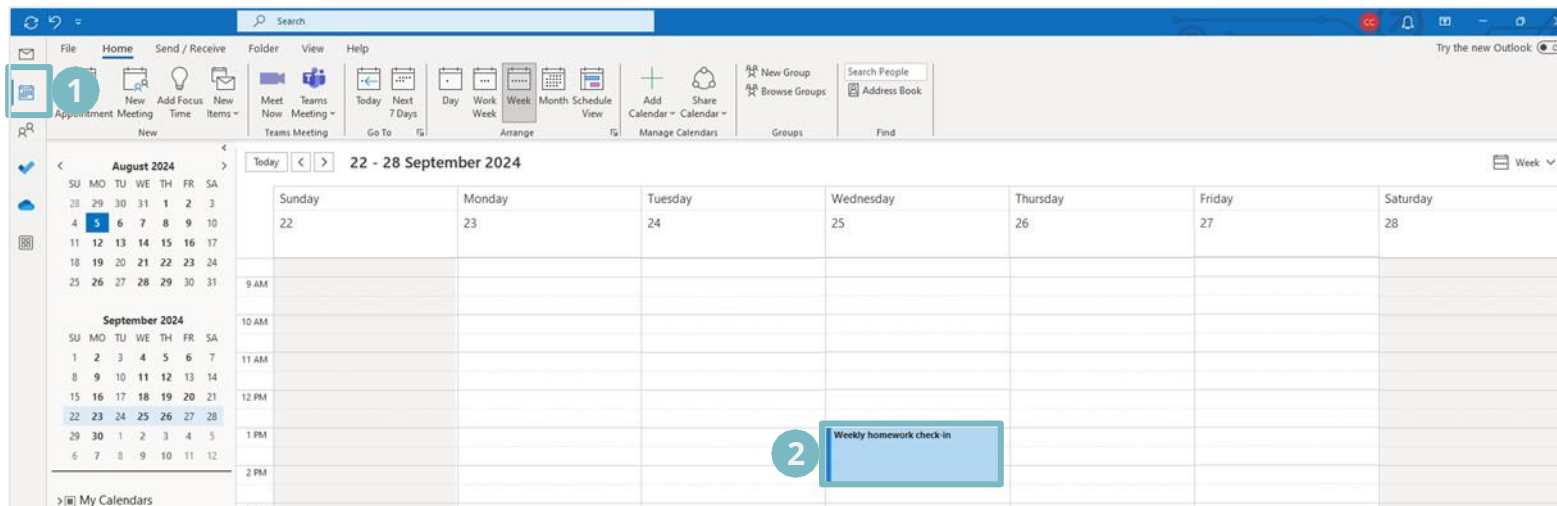 Search
CC
File Home Send / Receive Folder View Help
Try the new Outlook
1
Appointment
New Meeting
Add Focus Time
New Items
New
Meet Now
Teams Meeting
Teams Meeting
Today
Next 7 Days
Go To
Day
Work Week
Week
Month
Schedule View
Arrange
Add Calendar
Share Calendar
Manage Calendars
New Group
Browse Groups
Groups
Search People
Address Book
Find
August 2024
SU MO TU WE TH FR SA
28 29 30 31 1 2 3
4 5 6 7 8 9 10
11 12 13 14 15 16 17
18 19 20 21 22 23 24
25 26 27 28 29 30 31
September 2024
SU MO TU WE TH FR SA
1 2 3 4 5 6 7
8 9 10 11 12 13 14
15 16 17 18 19 20 21
22 23 24 25 26 27 28
29 30 1 2 3 4 5
6 7 8 9 10 11 12
My Calendars
Today 22 - 28 September 2024
Week
Sunday Monday Tuesday Wednesday Thursday Friday Saturday
22 23 24 25 26 27 28
9 AM
10 AM
11 AM
12 PM
1 PM
2 Weekly homework check-in
2 PM